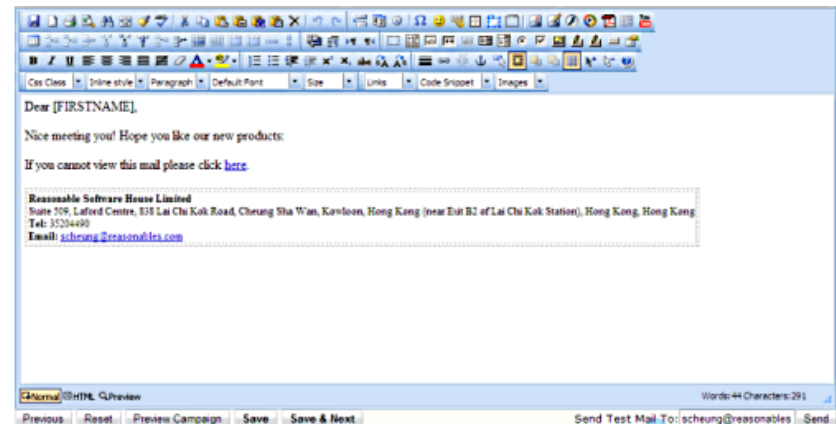 Css Class Inline style Paragraph Default Font Size Links Code Snippet Images
Dear [FIRSTNAME],
Nice meeting you! Hope you like our new products:
If you cannot view this mail please click here.
Reasonable Software House Limited
Suite 509, Laford Centre, 838 Lai Chi Kok Road, Cheung Sha Wan, Kowloon, Hong Kong (near Exit B2 of Lai Chi Kok Station), Hong Kong, Hong Kong
Tel: 35204490
Email: scheung@reasonables.com
Normal HTML Preview Words:44 Characters:291
Previous Reset Preview Campaign Save Save & Next Send Test Mail To: scheung@reasonables Send